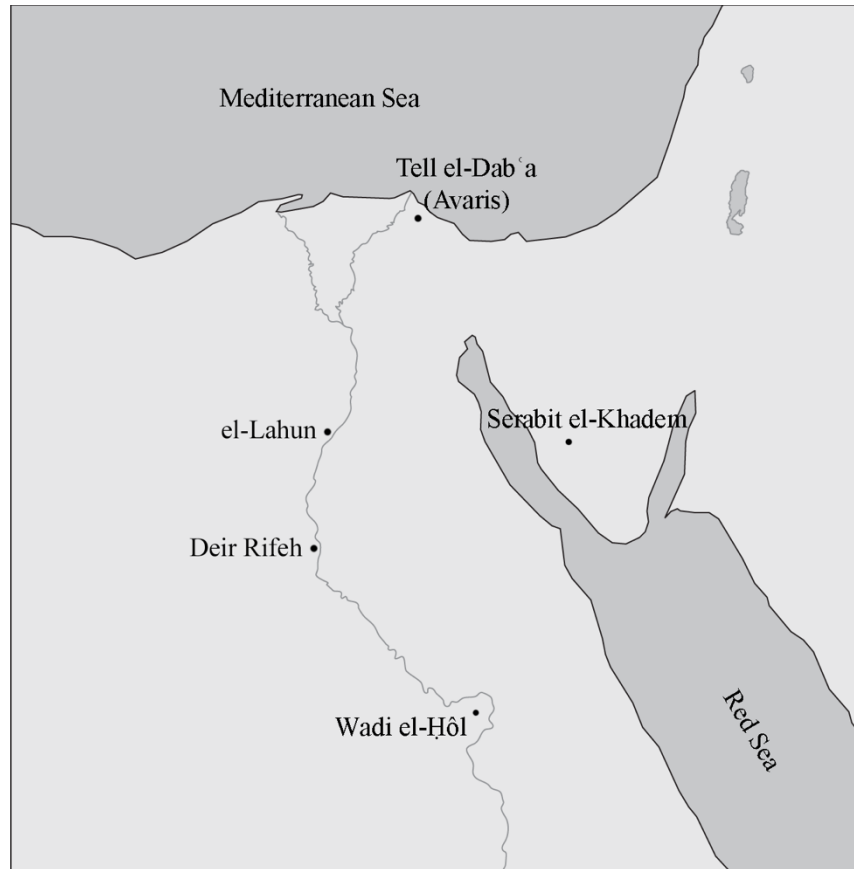 Mediterranean Sea
Tell el-Dabʿa
(Avaris)
Serabit el-Khadem
el-Lahun
Deir Rifeh
Wadi el-Ḥôl
Red Sea